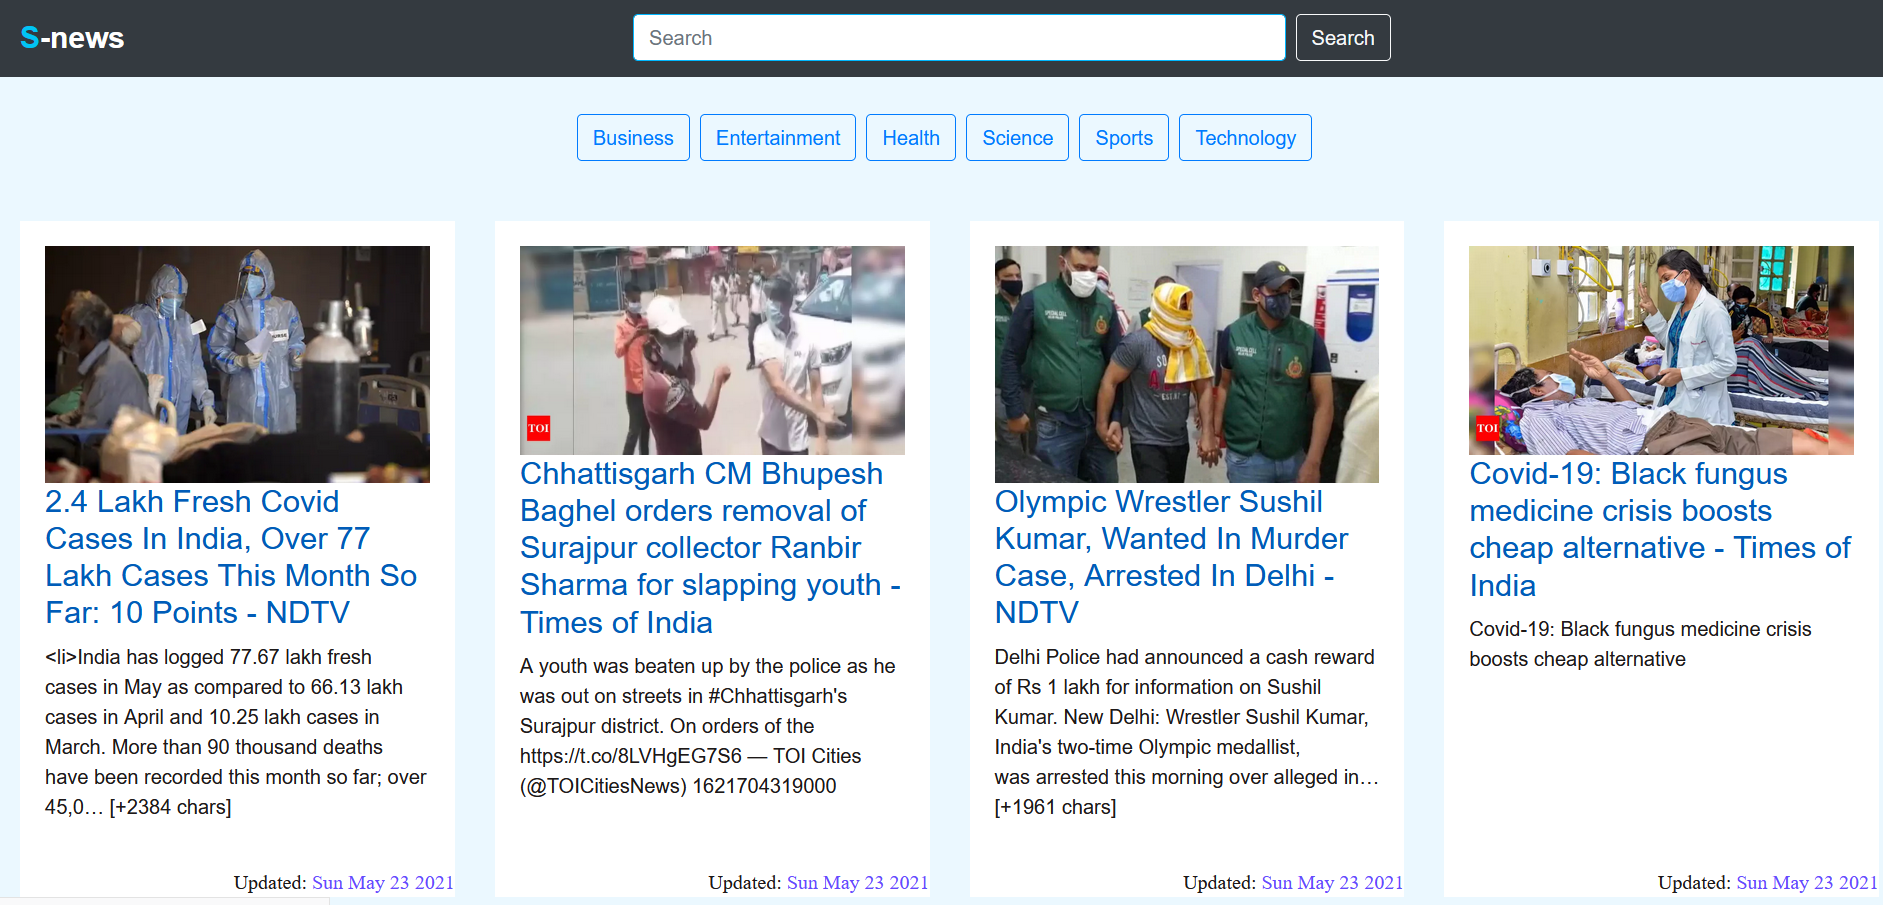 S-news
Search
Search
Business
Entertainment
Health
Science
Sports
Technology
NURSE
2.4 Lakh Fresh Covid
Cases In India, Over 77
Lakh Cases This Month So
Far: 10 Points - NDTV
<li>India has logged 77.67 lakh fresh
cases in May as compared to 66.13 lakh
cases in April and 10.25 lakh cases in
March. More than 90 thousand deaths
have been recorded this month so far; over
45,0… [+2384 chars]
Updated: Sun May 23 2021
TOI
Chhattisgarh CM Bhupesh
Baghel orders removal of
Surajpur collector Ranbir
Sharma for slapping youth -
Times of India
A youth was beaten up by the police as he
was out on streets in #Chhattisgarh's
Surajpur district. On orders of the
https://t.co/8LVHgEG7S6 — TOI Cities
(@TOICitiesNews) 1621704319000
Updated: Sun May 23 2021
SPECIAL CELL
SPECIAL CELL
Olympic Wrestler Sushil
Kumar, Wanted In Murder
Case, Arrested In Delhi -
NDTV
Delhi Police had announced a cash reward
of Rs 1 lakh for information on Sushil
Kumar. New Delhi: Wrestler Sushil Kumar,
India's two-time Olympic medallist,
was arrested this morning over alleged in…
[+1961 chars]
Updated: Sun May 23 2021
TOI
Covid-19: Black fungus
medicine crisis boosts
cheap alternative - Times of
India
Covid-19: Black fungus medicine crisis
boosts cheap alternative
Updated: Sun May 23 2021